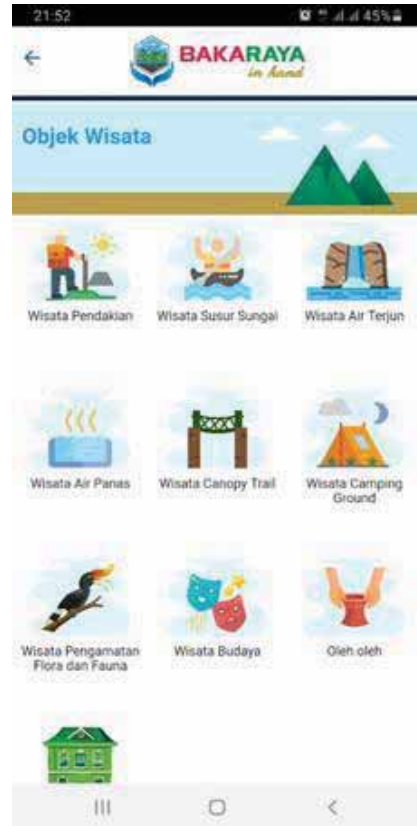 21:52
45%
BAKARAYA
in hand
Objek Wisata
Wisata Pendakian
Wisata Susur Sungai
Wisata Air Terjun
Wisata Air Panas
Wisata Canopy Trail
Wisata Camping
Ground
Wisata Pengamatan
Flora dan Fauna
Wisata Budaya
Oleh oleh